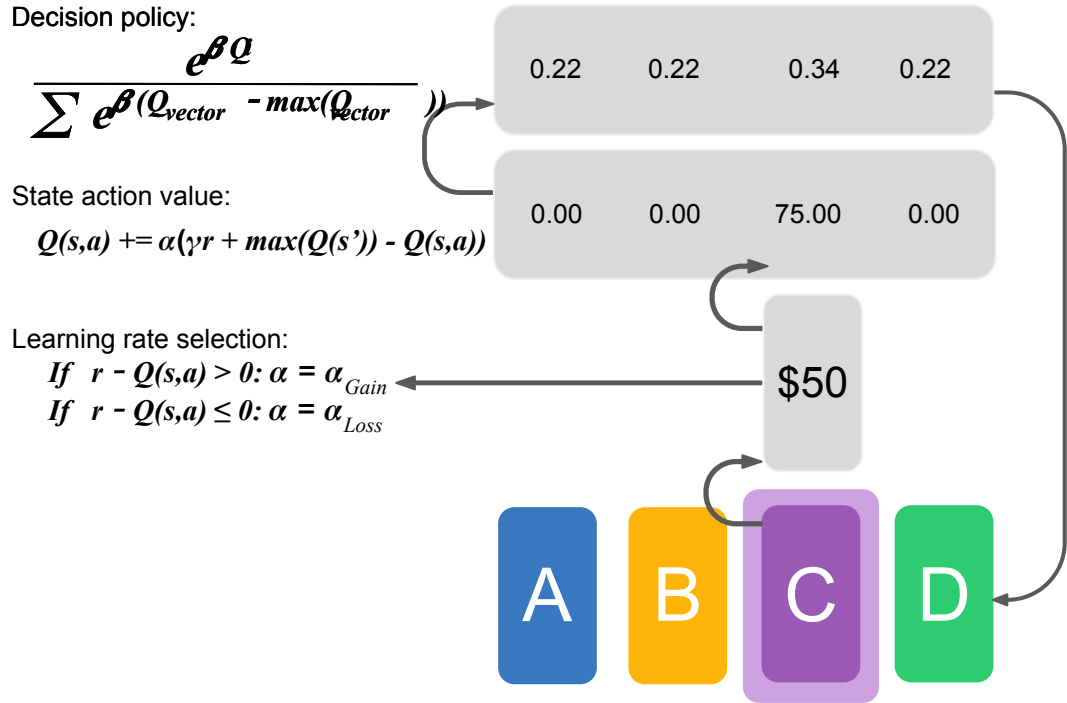 Decision policy:
e^β Qi
∑ e^β (Q_vector - max(Q_vector ))
0.22 0.22 0.34 0.22
State action value:
Q(s,a) += α(γr + max(Q(s’)) - Q(s,a))
0.00 0.00 75.00 0.00
Learning rate selection:
If r - Q(s,a) > 0: α = α_Gain
If r - Q(s,a) ≤ 0: α = α_Loss
$50
A B C D